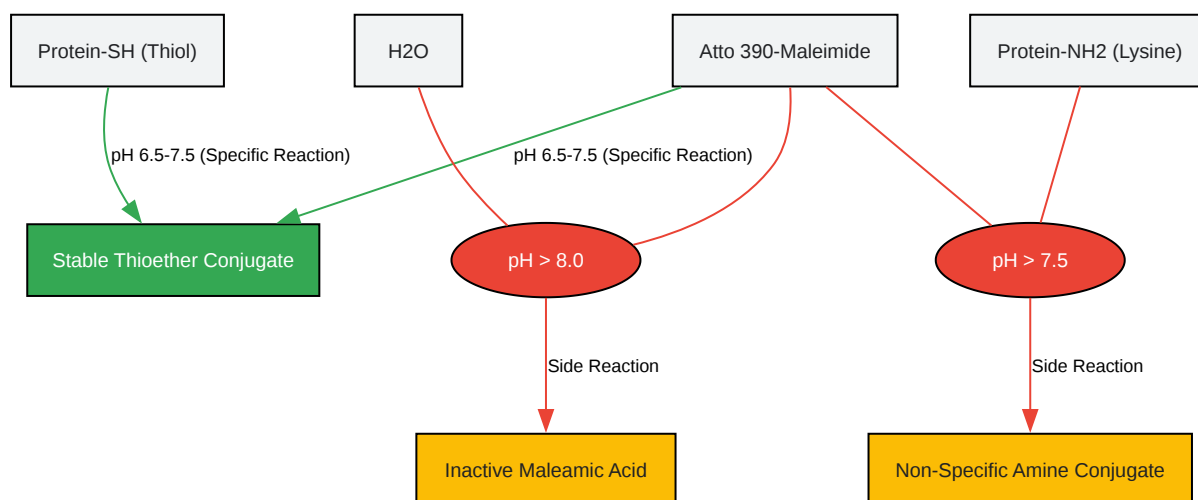 Protein-SH (Thiol)
H2O
Atto 390-Maleimide
Protein-NH2 (Lysine)
pH 6.5-7.5 (Specific Reaction)
pH 6.5-7.5 (Specific Reaction)
Stable Thioether Conjugate
pH > 8.0
pH > 7.5
Side Reaction
Side Reaction
Inactive Maleamic Acid
Non-Specific Amine Conjugate